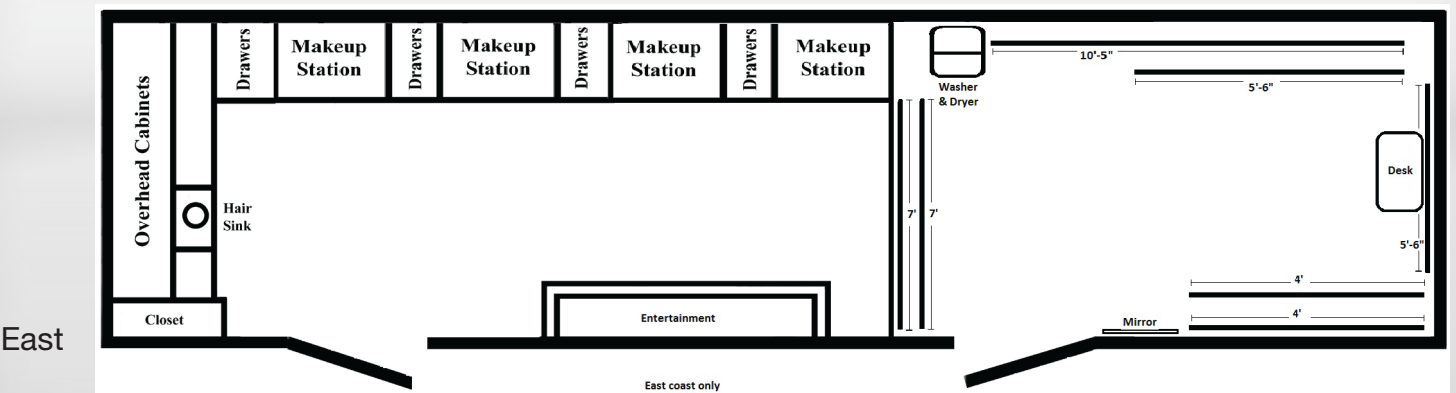 East
Overhead Cabinets
Closet
Hair
Sink
Drawers
Makeup
Station
Drawers
Makeup
Station
Drawers
Makeup
Station
Drawers
Makeup
Station
Entertainment
East coast only
Washer
& Dryer
10'-5"
5'-6"
7'
7'
Desk
5'-6"
4'
4'
Mirror